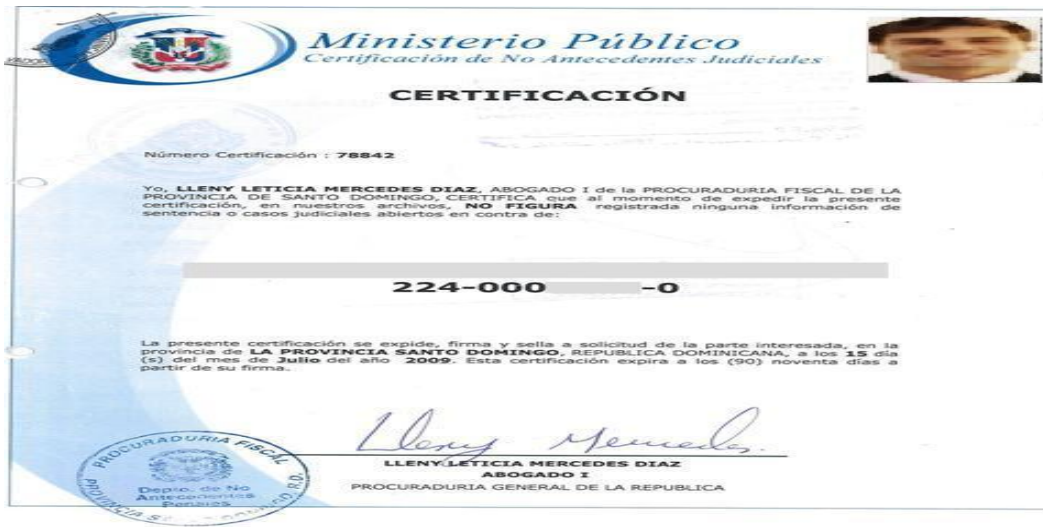 Ministerio Público
Certificación de No Antecedentes Judiciales
CERTIFICACIÓN
Número Certificación : 78842
Yo, LLENY LETICIA MERCEDES DIAZ, ABOGADO I de la PROCURADURIA FISCAL DE LA
PROVINCIA DE SANTO DOMINGO, CERTIFICA que al momento de expedir la presente
certificación, en nuestros archivos, NO FIGURA registrada ninguna información de
sentencia o casos judiciales abiertos en contra de:
224-000 -0
La presente certificación se expide, firma y sella a solicitud de la parte interesada, en la
provincia de LA PROVINCIA SANTO DOMINGO, REPUBLICA DOMINICANA, a los 15 día
(s) del mes de Julio del año 2009. Esta certificación expira a los (90) noventa días a
partir de su firma.
Lleny Mercedes.
LLENY LETICIA MERCEDES DIAZ
ABOGADO I
PROCURADURIA GENERAL DE LA REPUBLICA
PROCURADURIA FISCAL
Depto. de No
Antecedentes
Penales
PROVINCIA
R.D.